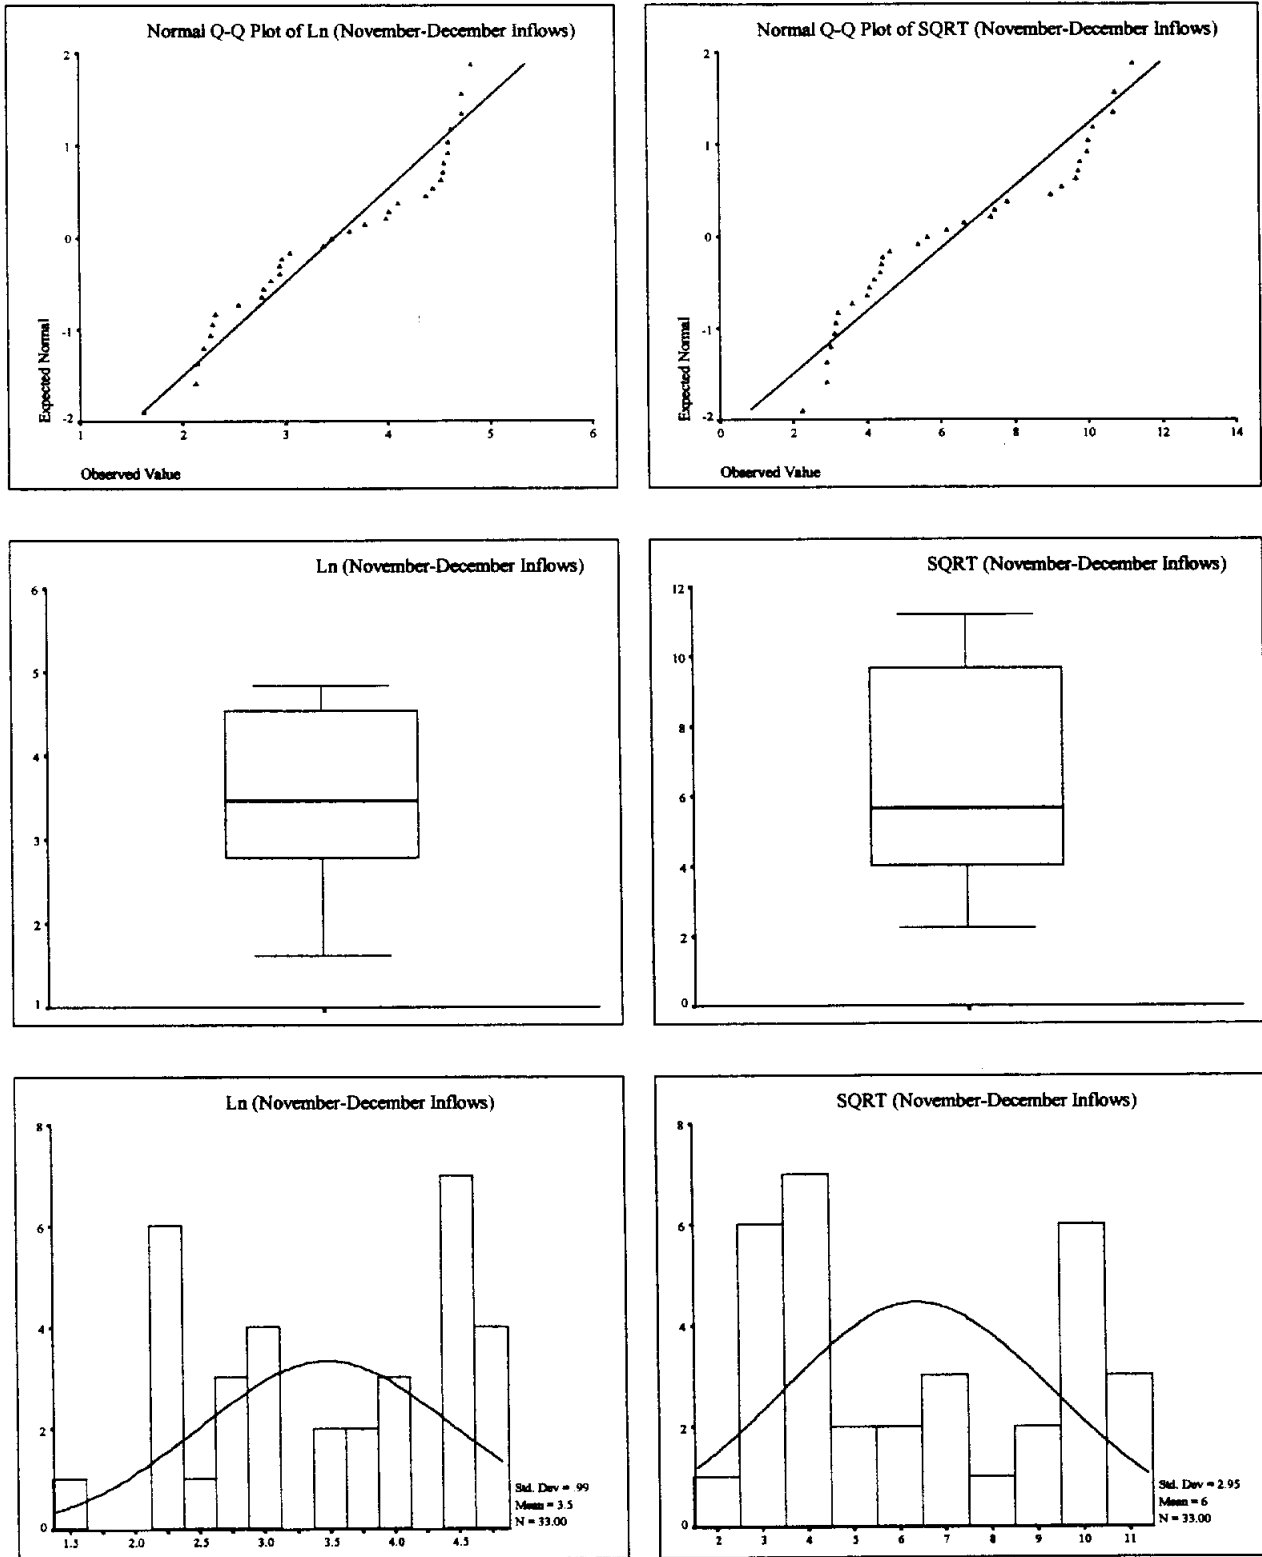 Normal Q-Q Plot of Ln (November-December Inflows)
2
1
0
-1
-2
Expected Normal
1 2 3 4 5 6
Observed Value
Normal Q-Q Plot of SQRT (November-December Inflows)
2
1
0
-1
-2
Expected Normal
0 2 4 6 8 10 12 14
Observed Value
Ln (November-December Inflows)
6
5
4
3
2
1
SQRT (November-December Inflows)
12
10
8
6
4
2
0
Ln (November-December Inflows)
8
6
4
2
0
1.5 2.0 2.5 3.0 3.5 4.0 4.5
Std. Dev = .99
Mean = 3.5
N = 33.00
SQRT (November-December Inflows)
8
6
4
2
0
2 3 4 5 6 7 8 9 10 11
Std. Dev = 2.95
Mean = 6
N = 33.00